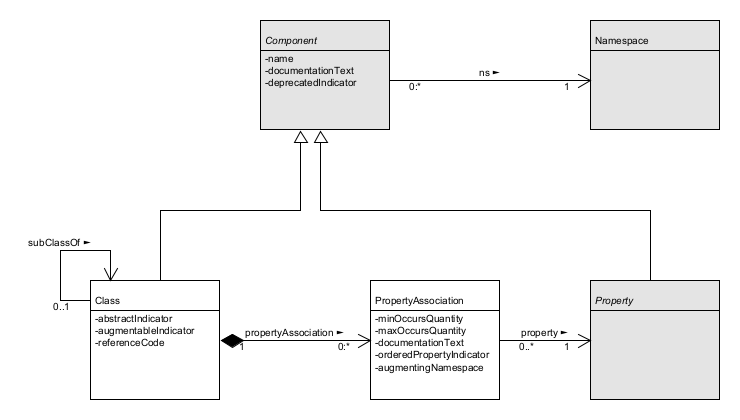 Component
-name
-documentationText
-deprecatedIndicator
ns ►
0:*
1
Namespace
subClassOf ►
0..1
Class
-abstractIndicator
-augmentableIndicator
-referenceCode
propertyAssociation ►
1
0:*
PropertyAssociation
-minOccursQuantity
-maxOccursQuantity
-documentationText
-orderedPropertyIndicator
-augmentingNamespace
property ►
0..*
1
Property